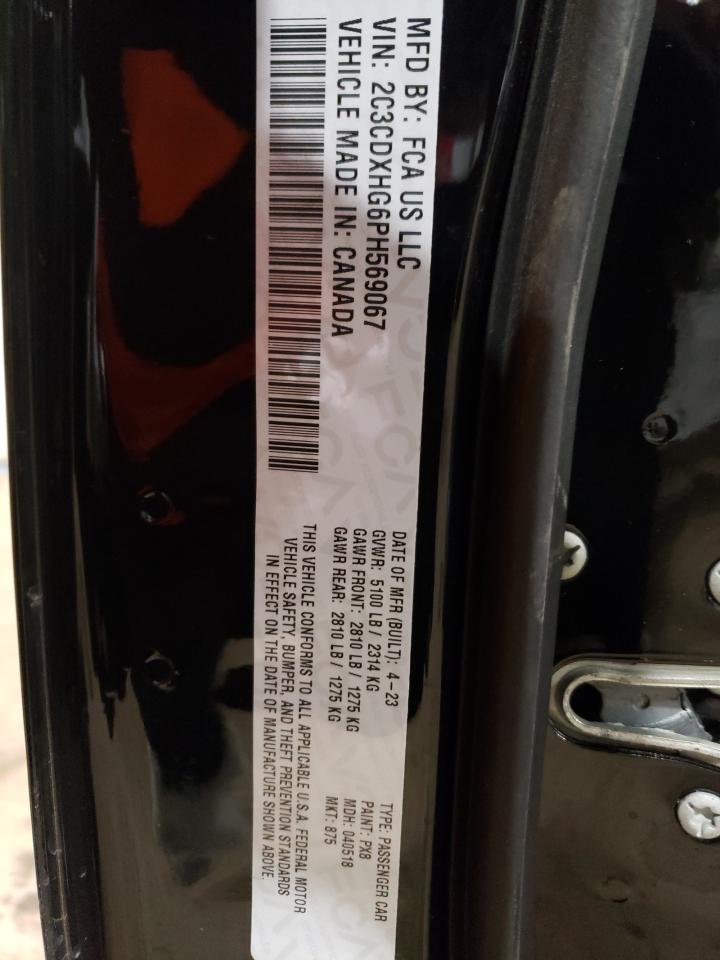 MFD BY: FCA US LLC
VIN: 2C3CDXHG6PH569067
VEHICLE MADE IN: CANADA
DATE OF MFR (BUILT): 4-23
GVWR: 5100 LB / 2314 KG
GAWR FRONT: 2810 LB / 1275 KG
GAWR REAR: 2810 LB / 1275 KG
THIS VEHICLE CONFORMS TO ALL APPLICABLE U.S.A. FEDERAL MOTOR
VEHICLE SAFETY, BUMPER, AND THEFT PREVENTION STANDARDS
IN EFFECT ON THE DATE OF MANUFACTURE SHOWN ABOVE.
TYPE: PASSENGER CAR
PAINT: PX8
MDH: 040518
MKT: 875
FCA